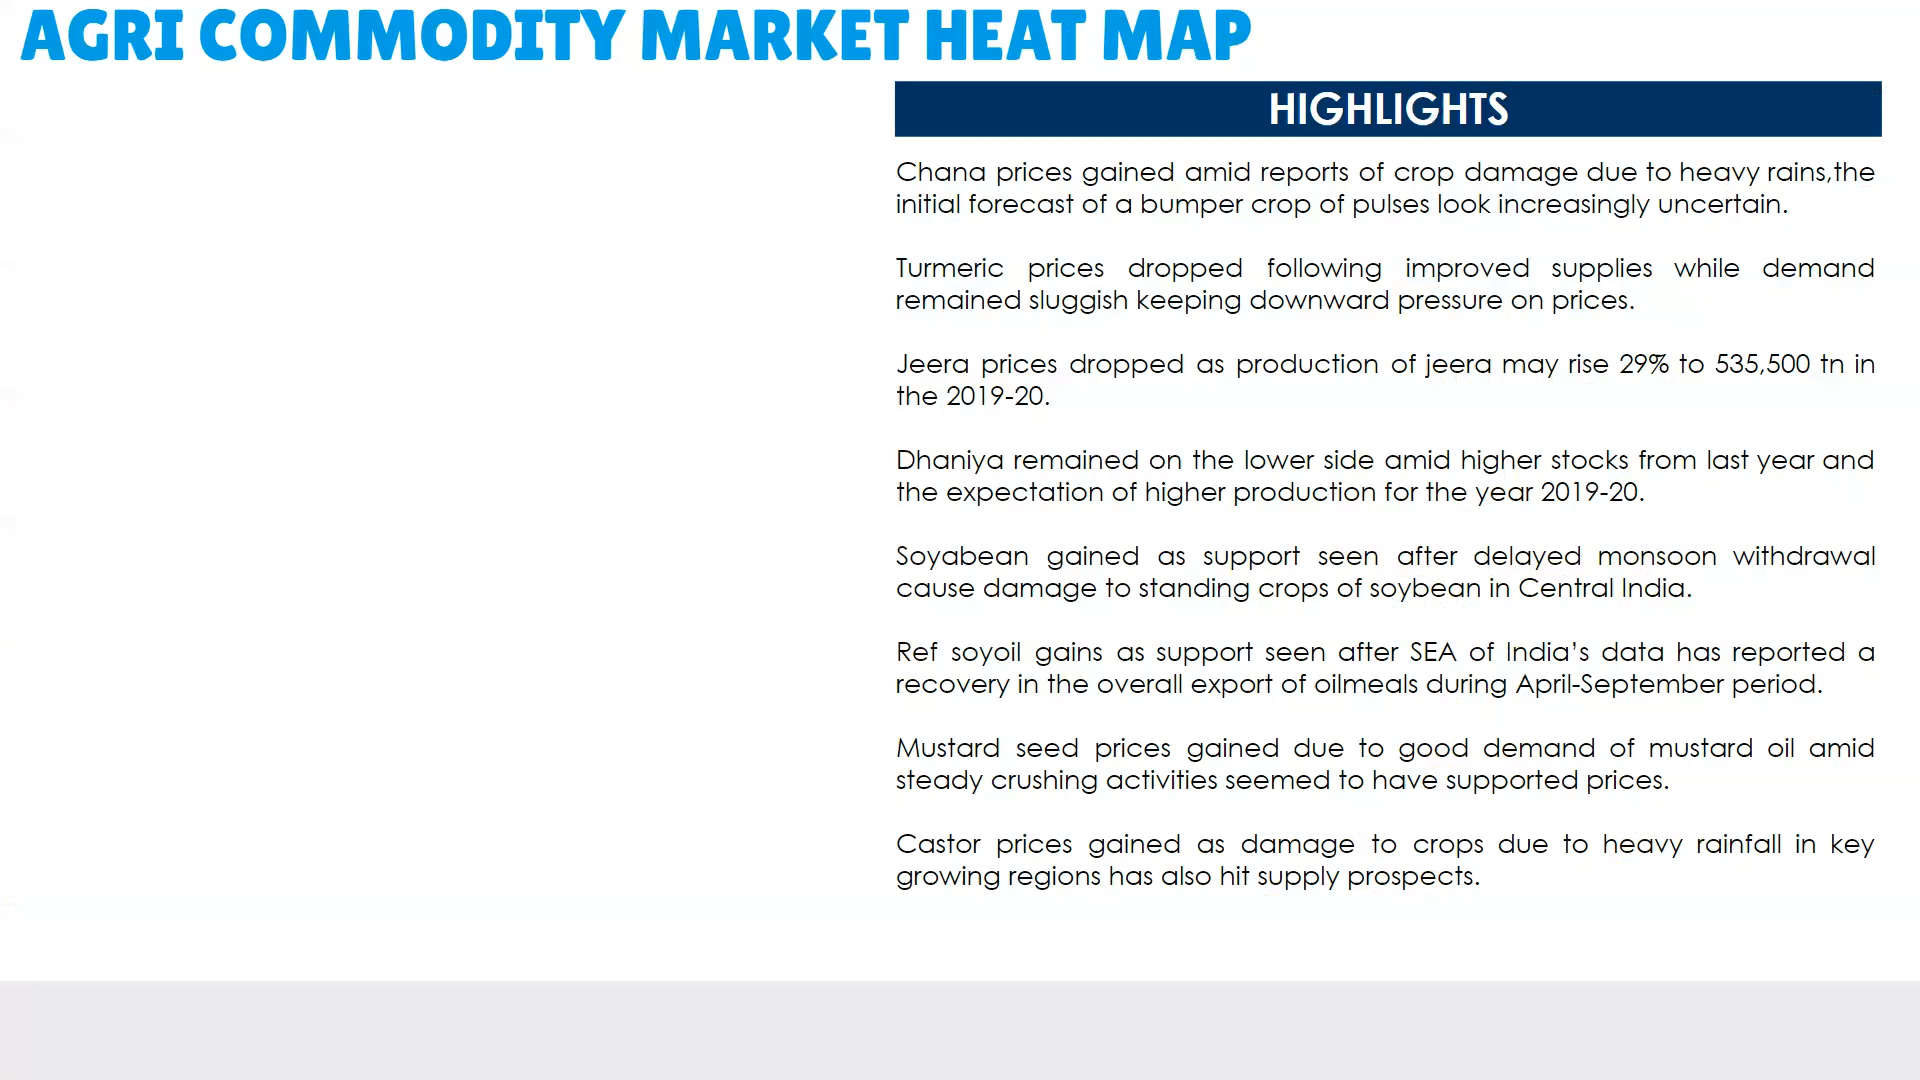 AGRI COMMODITY MARKET HEAT MAP
HIGHLIGHTS
Chana prices gained amid reports of crop damage due to heavy rains,the
initial forecast of a bumper crop of pulses look increasingly uncertain.
Turmeric prices dropped following improved supplies while demand
remained sluggish keeping downward pressure on prices.
Jeera prices dropped as production of jeera may rise 29% to 535,500 tn in
the 2019-20.
Dhaniya remained on the lower side amid higher stocks from last year and
the expectation of higher production for the year 2019-20.
Soyabean gained as support seen after delayed monsoon withdrawal
cause damage to standing crops of soybean in Central India.
Ref soyoil gains as support seen after SEA of India’s data has reported a
recovery in the overall export of oilmeals during April-September period.
Mustard seed prices gained due to good demand of mustard oil amid
steady crushing activities seemed to have supported prices.
Castor prices gained as damage to crops due to heavy rainfall in key
growing regions has also hit supply prospects.